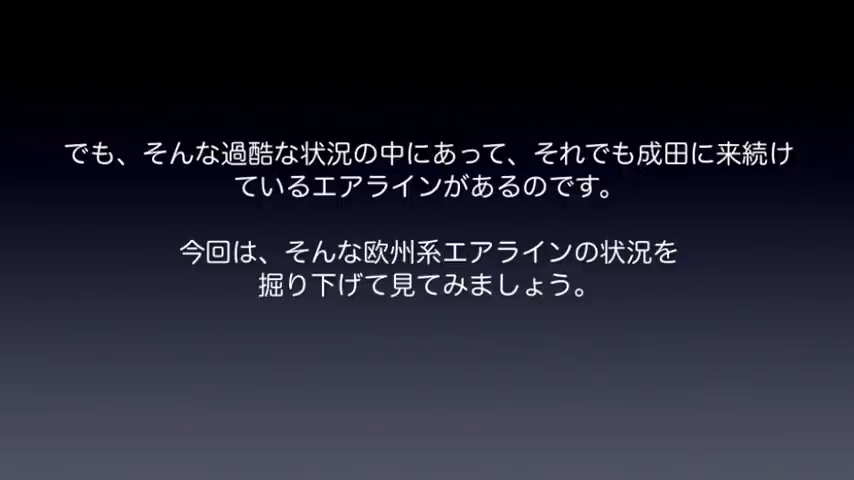 でも、そんな過酷な状況の中にあって、それでも成田に来続け
ているエアラインがあるのです。
今回は、そんな欧州系エアラインの状況を
掘り下げて見てみましょう。